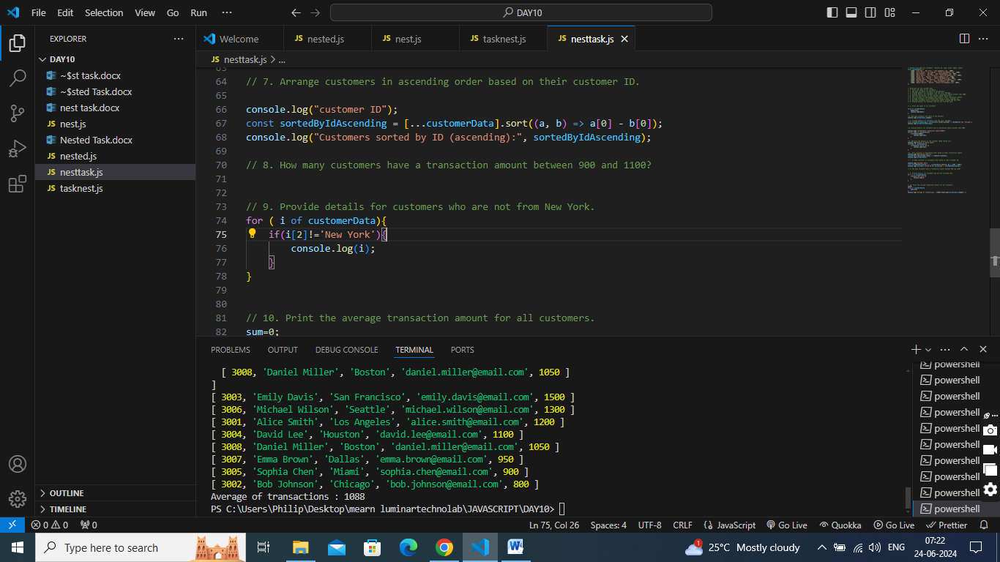 File Edit Selection View Go Run ··· DAY10
EXPLORER
DAY10
~$st task.docx
~$sted Task.docx
nest task.docx
JS nest.js
Nested Task.docx
JS nested.js
JS nesttask.js
JS tasknest.js
OUTLINE
TIMELINE
Welcome JS nested.js JS nest.js JS tasknest.js JS nesttask.js
JS nesttask.js > ...
63
64 // 7. Arrange customers in ascending order based on their customer ID.
65
66 console.log("customer ID");
67 const sortedByIdAscending = [...customerData].sort((a, b) => a[0] - b[0]);
68 console.log("Customers sorted by ID (ascending):", sortedByIdAscending);
69
70 // 8. How many customers have a transaction amount between 900 and 1100?
71
72
73 // 9. Provide details for customers who are not from New York.
74 for ( i of customerData){
75 if(i[2]!='New York'){
76 console.log(i);
77 }
78 }
79
80
81 // 10. Print the average transaction amount for all customers.
82 sum=0;
PROBLEMS OUTPUT DEBUG CONSOLE TERMINAL PORTS
[ 3008, 'Daniel Miller', 'Boston', 'daniel.miller@email.com', 1050 ]
]
[ 3003, 'Emily Davis', 'San Francisco', 'emily.davis@email.com', 1500 ]
[ 3006, 'Michael Wilson', 'Seattle', 'michael.wilson@email.com', 1300 ]
[ 3001, 'Alice Smith', 'Los Angeles', 'alice.smith@email.com', 1200 ]
[ 3004, 'David Lee', 'Houston', 'david.lee@email.com', 1100 ]
[ 3008, 'Daniel Miller', 'Boston', 'daniel.miller@email.com', 1050 ]
[ 3007, 'Emma Brown', 'Dallas', 'emma.brown@email.com', 950 ]
[ 3005, 'Sophia Chen', 'Miami', 'sophia.chen@email.com', 900 ]
[ 3002, 'Bob Johnson', 'Chicago', 'bob.johnson@email.com', 800 ]
Average of transactions : 1088
PS C:\Users\Philip\Desktop\mearn luminartechnolab\JAVASCRIPT\DAY10>
powershell
powershell
powershell
powershell
powershell
powershell
powershell
powershell
powershell
powershell
0 0 0 Ln 75, Col 26 Spaces: 4 UTF-8 CRLF JavaScript Go Live Quokka Go Live Prettier
Type here to search 1 25°C Mostly cloudy ENG 07:22
24-06-2024